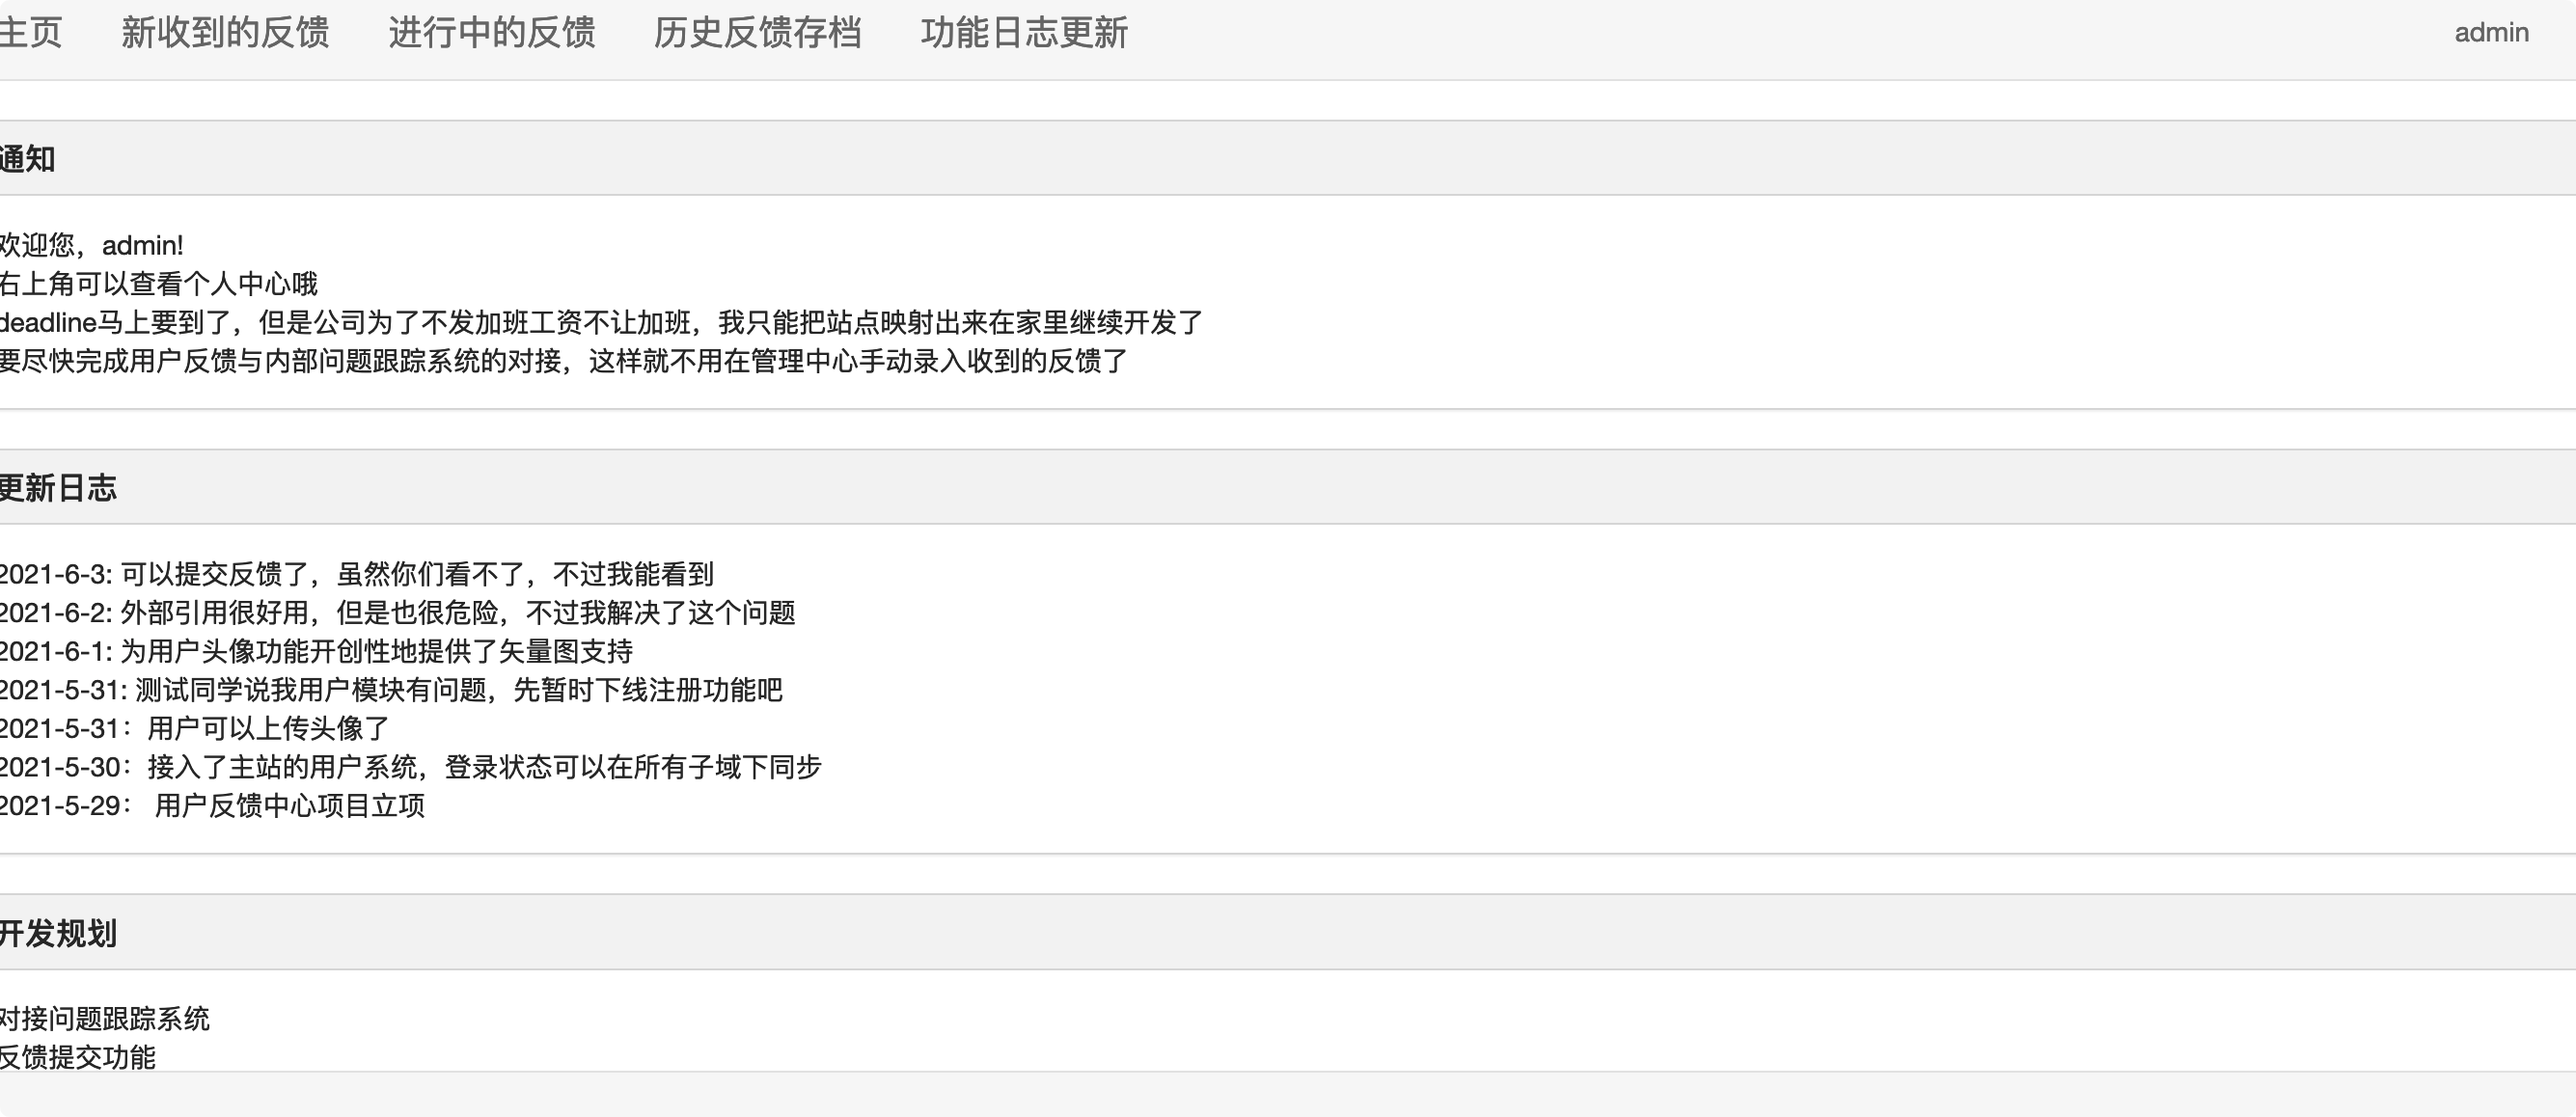 主页 新收到的反馈 进行中的反馈 历史反馈存档 功能日志更新 admin
通知
欢迎您，admin!
右上角可以查看个人中心哦
deadline马上要到了，但是公司为了不发加班工资不让加班，我只能把站点映射出来在家里继续开发了
要尽快完成用户反馈与内部问题跟踪系统的对接，这样就不用在管理中心手动录入收到的反馈了
更新日志
2021-6-3: 可以提交反馈了，虽然你们看不了，不过我能看到
2021-6-2: 外部引用很好用，但是也很危险，不过我解决了这个问题
2021-6-1: 为用户头像功能开创性地提供了矢量图支持
2021-5-31: 测试同学说我用户模块有问题，先暂时下线注册功能吧
2021-5-31：用户可以上传头像了
2021-5-30：接入了主站的用户系统，登录状态可以在所有子域下同步
2021-5-29： 用户反馈中心项目立项
开发规划
对接问题跟踪系统
反馈提交功能